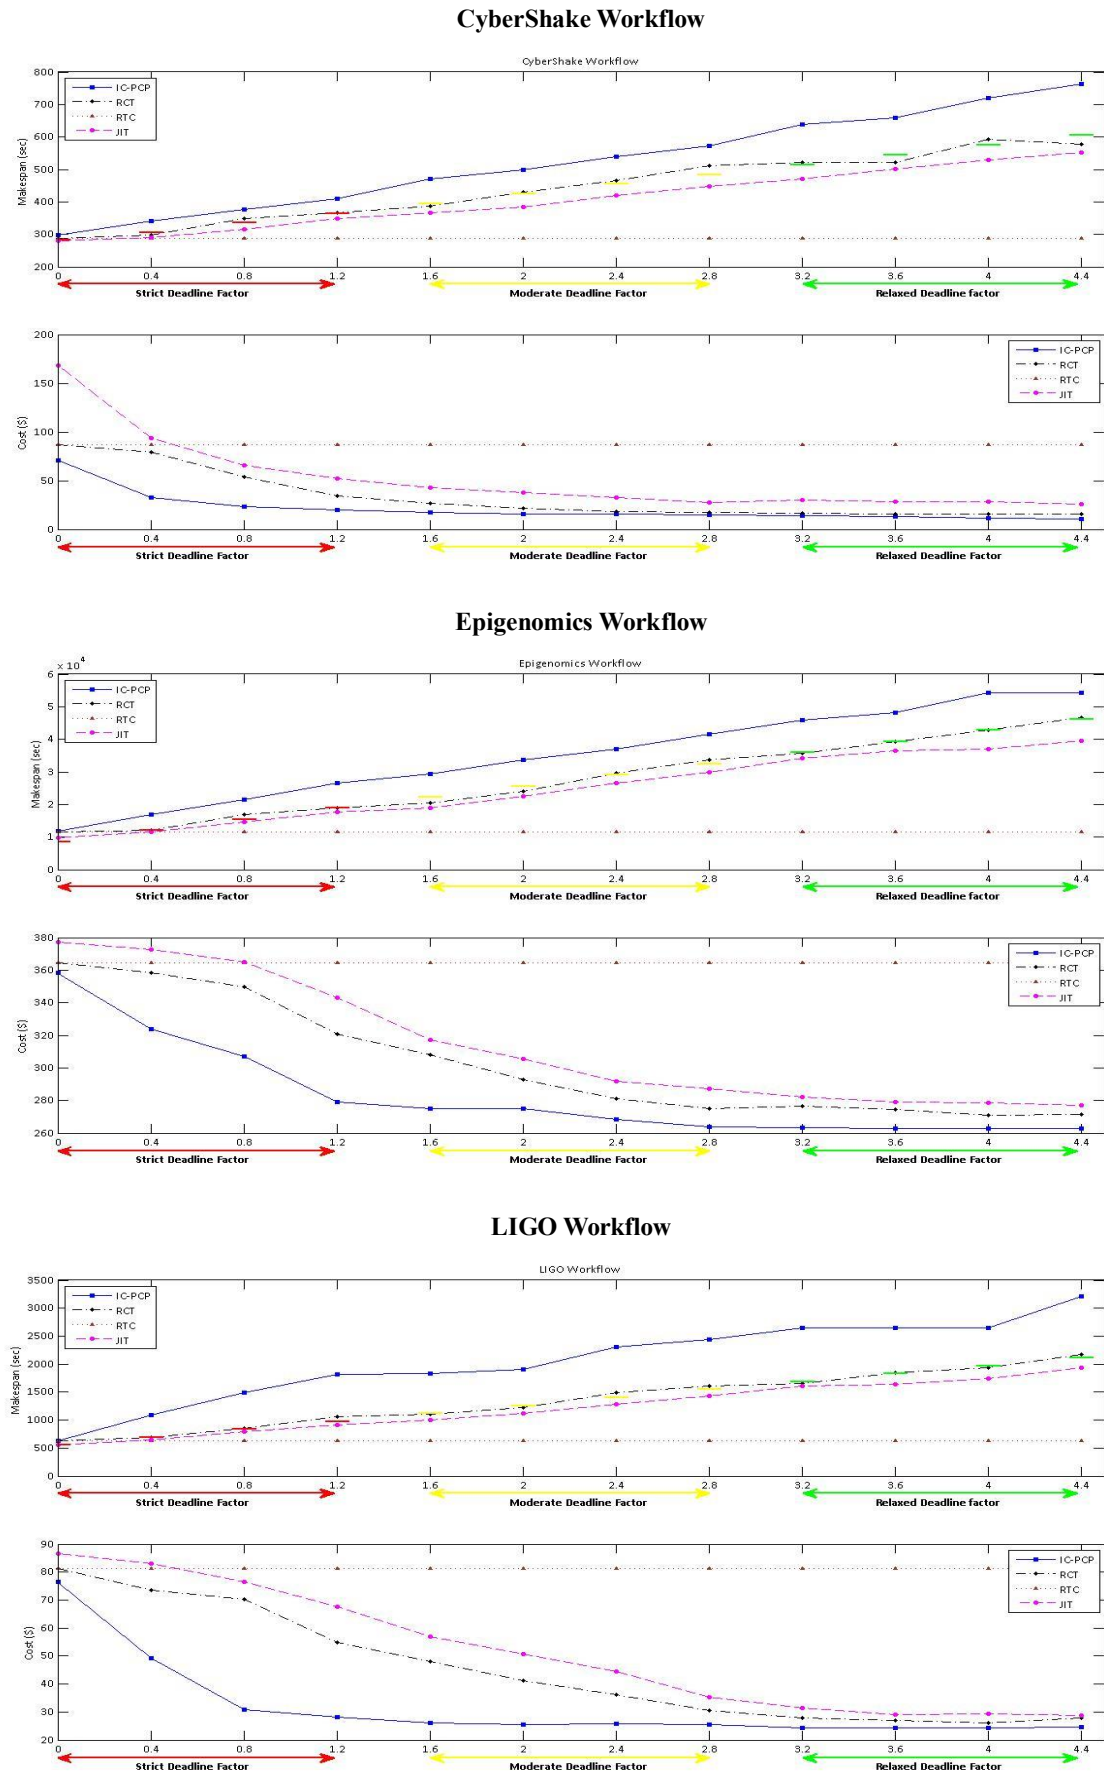 CyberShake Workflow
CyberShake Workflow
800
700
600
500
400
300
200
Makespan (sec)
IC-PCP
RCT
RTC
JIT
0 0.4 0.8 1.2 1.6 2 2.4 2.8 3.2 3.6 4 4.4
Strict Deadline Factor Moderate Deadline Factor Relaxed Deadline factor
200
150
100
50
0
Cost ($)
IC-PCP
RCT
RTC
JIT
0 0.4 0.8 1.2 1.6 2 2.4 2.8 3.2 3.6 4 4.4
Strict Deadline Factor Moderate Deadline Factor Relaxed Deadline Factor
Epigenomics Workflow
Epigenomics Workflow
x 10^4
6
5
4
3
2
1
0
Makespan (sec)
IC-PCP
RCT
RTC
JIT
0 0.4 0.8 1.2 1.6 2 2.4 2.8 3.2 3.6 4 4.4
Strict Deadline Factor Moderate Deadline Factor Relaxed Deadline Factor
380
360
340
320
300
280
260
Cost ($)
IC-PCP
RCT
RTC
JIT
0 0.4 0.8 1.2 1.6 2 2.4 2.8 3.2 3.6 4 4.4
Strict Deadline Factor Moderate Deadline Factor Relaxed Deadline Factor
LIGO Workflow
LIGO Workflow
3500
3000
2500
2000
1500
1000
500
0
Makespan (sec)
IC-PCP
RCT
RTC
JIT
0 0.4 0.8 1.2 1.6 2 2.4 2.8 3.2 3.6 4 4.4
Strict Deadline Factor Moderate Deadline Factor Relaxed Deadline factor
90
80
70
60
50
40
30
20
Cost ($)
IC-PCP
RCT
RTC
JIT
0 0.4 0.8 1.2 1.6 2 2.4 2.8 3.2 3.6 4 4.4
Strict Deadline Factor Moderate Deadline Factor Relaxed Deadline Factor